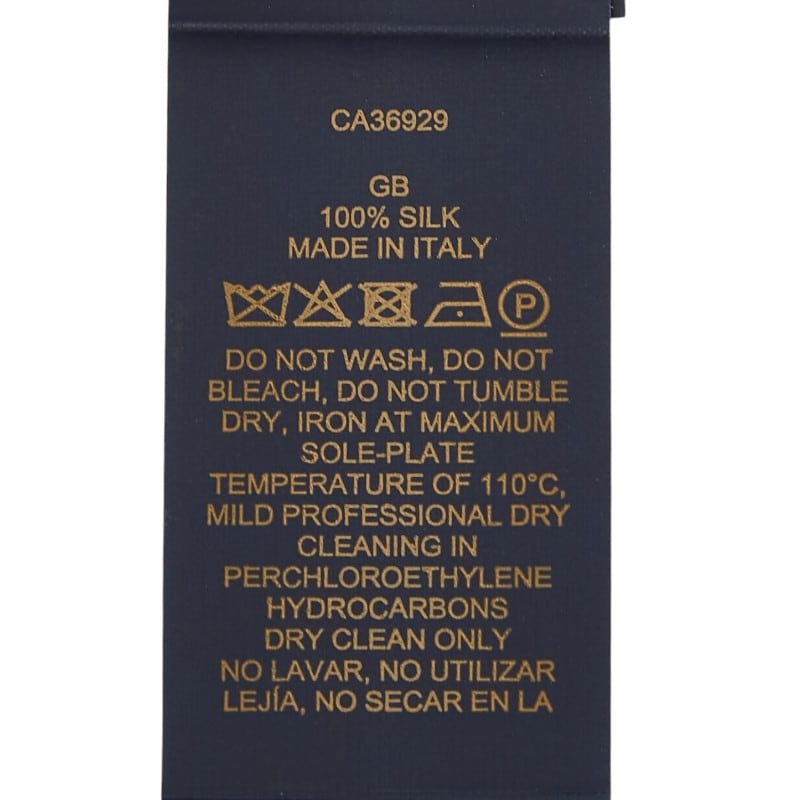 CA36929
GB
100% SILK
MADE IN ITALY
P
DO NOT WASH, DO NOT
BLEACH, DO NOT TUMBLE
DRY, IRON AT MAXIMUM
SOLE-PLATE
TEMPERATURE OF 110°C,
MILD PROFESSIONAL DRY
CLEANING IN
PERCHLOROETHYLENE
HYDROCARBONS
DRY CLEAN ONLY
NO LAVAR, NO UTILIZAR
LEJÍA, NO SECAR EN LA